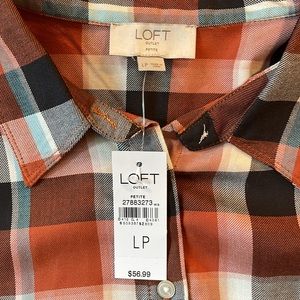 LOFT
OUTLET
PETITE
LP
LOFT
OUTLET
PETITE
27883273
LP
$56.99